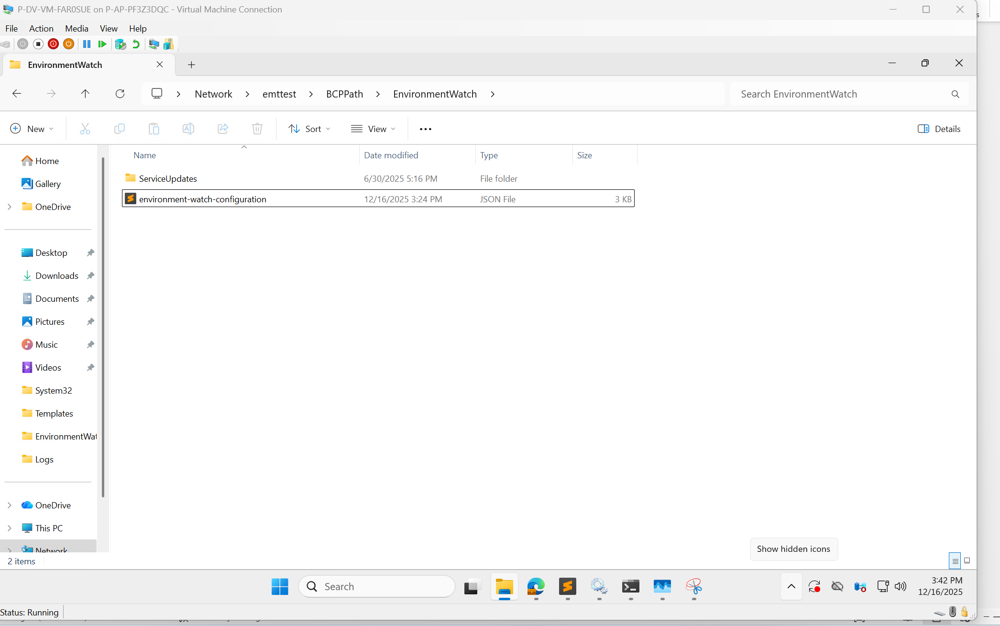 P-DV-VM-FAR0SUE on P-AP-PF3Z3DQC - Virtual Machine Connection
File Action Media View Help
EnvironmentWatch
Network > emttest > BCPPath > EnvironmentWatch >
Search EnvironmentWatch
New Sort View ••• Details
Name Date modified Type Size
ServiceUpdates 6/30/2025 5:16 PM File folder
environment-watch-configuration 12/16/2025 3:24 PM JSON File 3 KB
Home
Gallery
OneDrive
Desktop
Downloads
Documents
Pictures
Music
Videos
System32
Templates
EnvironmentWat
Logs
OneDrive
This PC
Network
Show hidden icons
2 items
Search
3:42 PM
12/16/2025
Status: Running